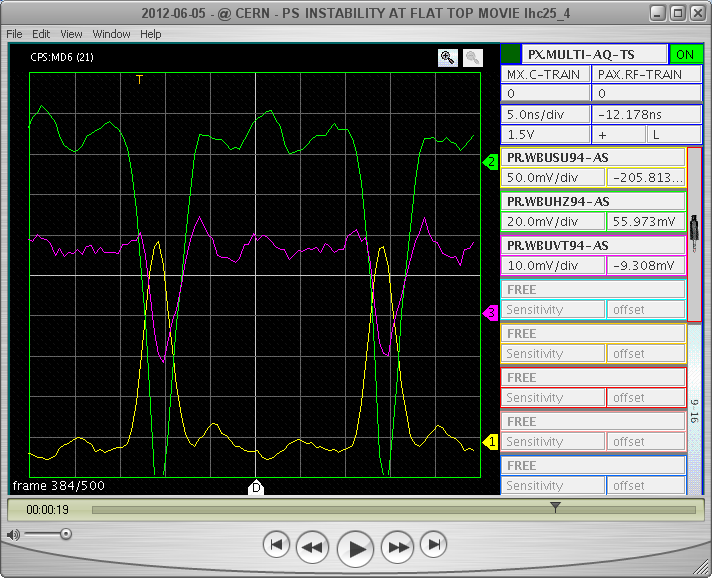 2012-06-05 - @ CERN - PS INSTABILITY AT FLAT TOP MOVIE lhc25_4
File Edit View Window Help
CPS:MD6 (21)
T
2
3
1
D
frame 384/500
PX.MULTI-AQ-TS ON
MX.C-TRAIN PAX.RF-TRAIN
0 0
5.0ns/div -12.178ns
1.5V + L
PR.WBUSU94-AS
50.0mV/div -205.813...
PR.WBUHZ94-AS
20.0mV/div 55.973mV
PR.WBUVT94-AS
10.0mV/div -9.308mV
FREE
Sensitivity offset
FREE
Sensitivity offset
FREE
Sensitivity offset
FREE
Sensitivity offset
FREE
Sensitivity offset
9-16
00:00:19